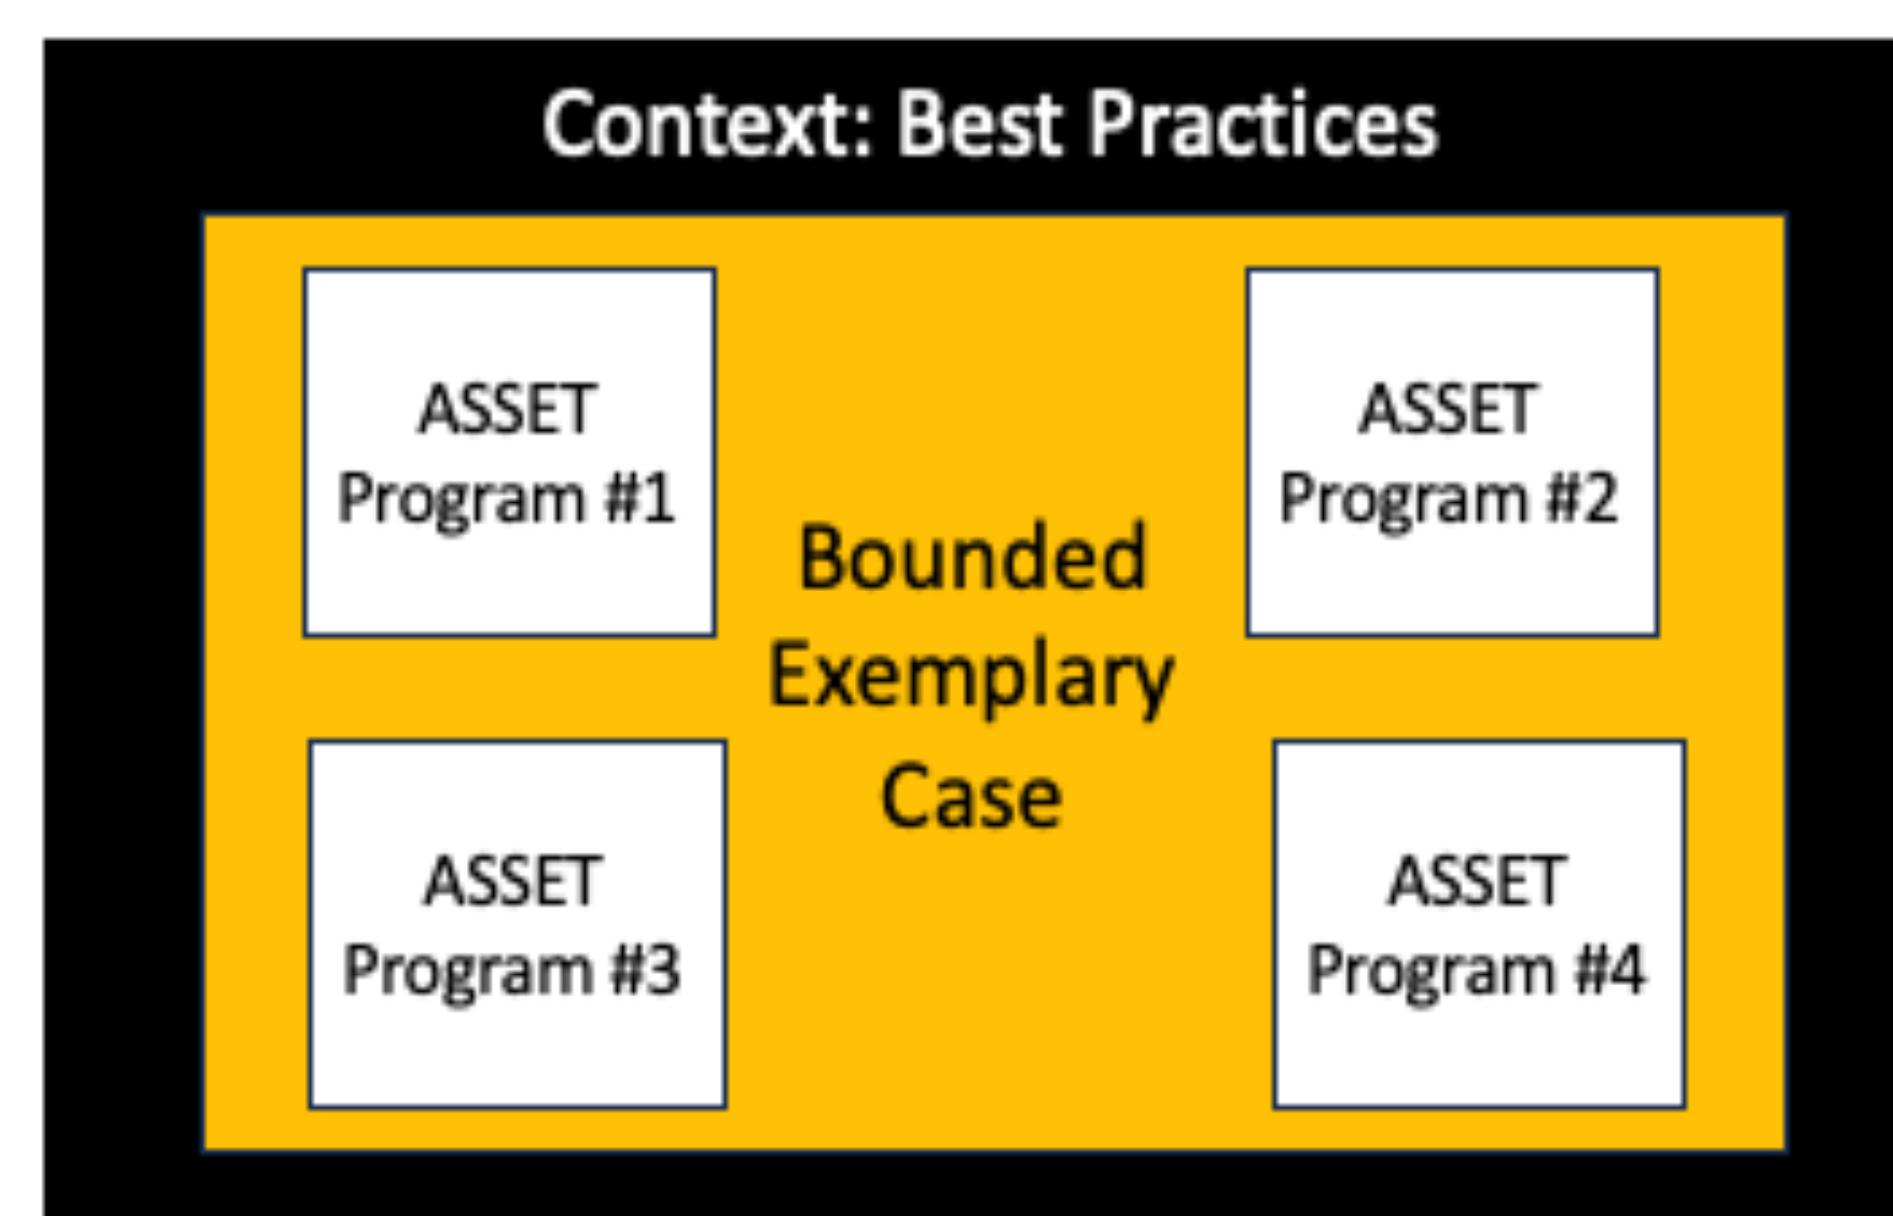 Context: Best Practices
ASSET
Program #1
ASSET
Program #2
Bounded
Exemplary
Case
ASSET
Program #3
ASSET
Program #4